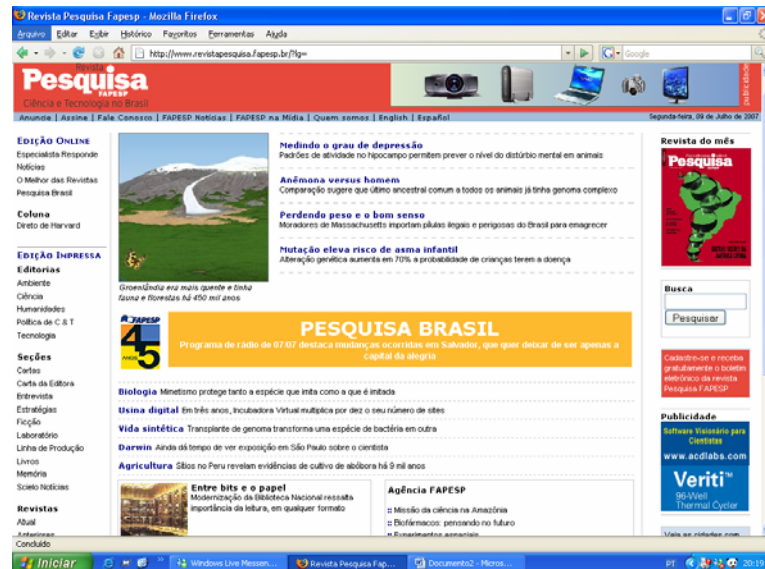 Revista Pesquisa Fapesp - Mozilla Firefox
Arquivo Editar Exibir Histórico Favoritos Ferramentas Ajuda
http://www.revistapesquisa.fapesp.br/?lg=
Google
Revista
Pesquisa
FAPESP
Ciência e Tecnologia no Brasil
publicidade
Anuncie | Assine | Fale Conosco | FAPESP Notícias | FAPESP na Mídia | Quem somos | English | Español
Segunda-feira, 09 de Julho de 2007
EDIÇÃO ONLINE
Especialista Responde
Notícias
O Melhor das Revistas
Pesquisa Brasil
Coluna
Direto de Harvard
EDIÇÃO IMPRESSA
Editorias
Ambiente
Ciência
Humanidades
Política de C & T
Tecnologia
Seções
Cartas
Carta da Editora
Entrevista
Estratégias
Ficção
Laboratório
Linha de Produção
Livros
Memória
Scielo Notícias
Revistas
Atual
Anteriores
Groenlândia era mais quente e tinha
fauna e florestas há 450 mil anos
Medindo o grau de depressão
Padrões de atividade no hipocampo permitem prever o nível do distúrbio mental em animais
Anêmona versus homem
Comparação sugere que último ancestral comum a todos os animais já tinha genoma complexo
Perdendo peso e o bom senso
Moradores de Massachusetts importam pílulas ilegais e perigosas do Brasil para emagrecer
Mutação eleva risco de asma infantil
Alteração genética aumenta em 70% a probabilidade de crianças terem a doença
FAPESP
45
ANOS
PESQUISA BRASIL
Programa de rádio de 07/07 destaca mudanças ocorridas em Salvador, que quer deixar de ser apenas a
capital da alegria
Biologia Mimetismo protege tanto a espécie que imita como a que é imitada
Usina digital Em três anos, Incubadora Virtual multiplica por dez o seu número de sites
Vida sintética Transplante de genoma transforma uma espécie de bactéria em outra
Darwin Ainda dá tempo de ver exposição em São Paulo sobre o cientista
Agricultura Sítios no Peru revelam evidências de cultivo de abóbora há 9 mil anos
Entre bits e o papel
Modernização da Biblioteca Nacional ressalta
importância da leitura, em qualquer formato
Agência FAPESP
:: Missão da ciência na Amazônia
:: Biofármacos: pensando no futuro
:: Experimentos espaciais
Revista do mês
Pesquisa
Busca
Pesquisar
Cadastre-se e receba
gratuitamente o boletim
eletrônico da revista
Pesquisa FAPESP
Publicidade
Software Visionário para
Cientistas
www.acdlabs.com
Veriti™
96-Well
Thermal Cycler
Veja as cidades com
Concluído
Iniciar
Windows Live Messen...
Revista Pesquisa Fap...
Documento2 - Micros...
PT
20:19